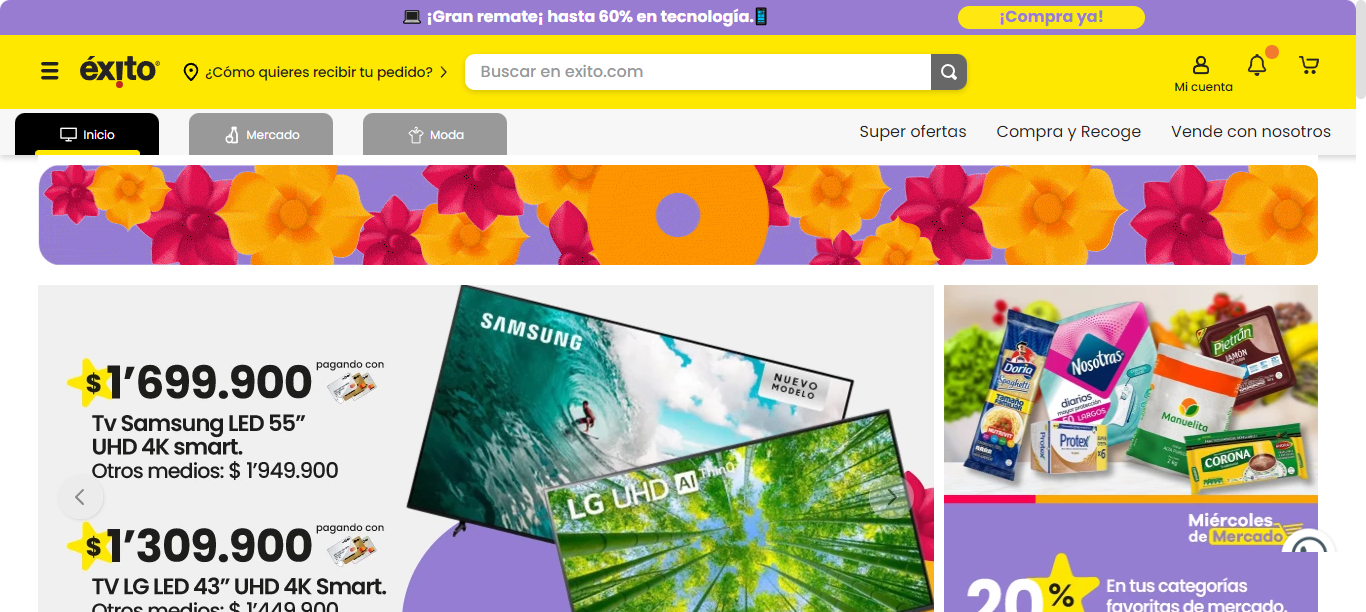 ¡Gran remate¡ hasta 60% en tecnología.
¡Compra ya!
éxito
¿Cómo quieres recibir tu pedido?
Buscar en exito.com
Mi cuenta
Inicio
Mercado
Moda
Super ofertas
Compra y Recoge
Vende con nosotros
$1’699.900
pagando con
Tv Samsung LED 55”
UHD 4K smart.
Otros medios: $ 1’949.900
$1’309.900
pagando con
TV LG LED 43” UHD 4K Smart.
Otros medios: $ 1’449.900
SAMSUNG
NUEVO
MODELO
LG UHD AI ThinQ
Doria
Spaghetti
Nosotras
diarios
50 LARGOS
Protex
x6
Manuelita
Pietrán
JAMÓN
CORONA
Miércoles
de Mercado
20%
En tus categorías
favoritas de mercado.